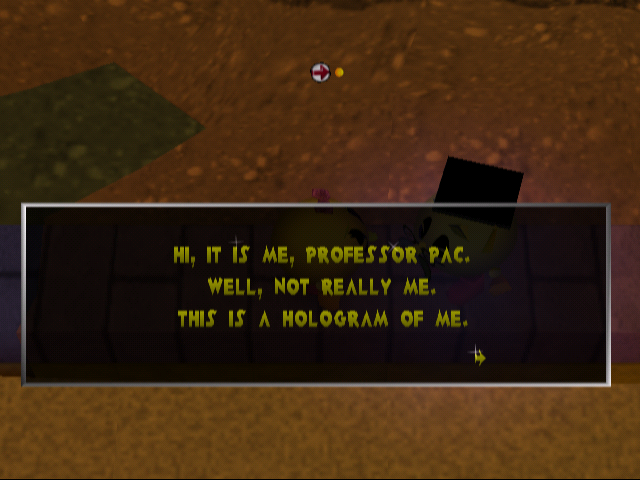 HI, IT IS ME, PROFESSOR PAC.
WELL, NOT REALLY ME.
THIS IS A HOLOGRAM OF ME.